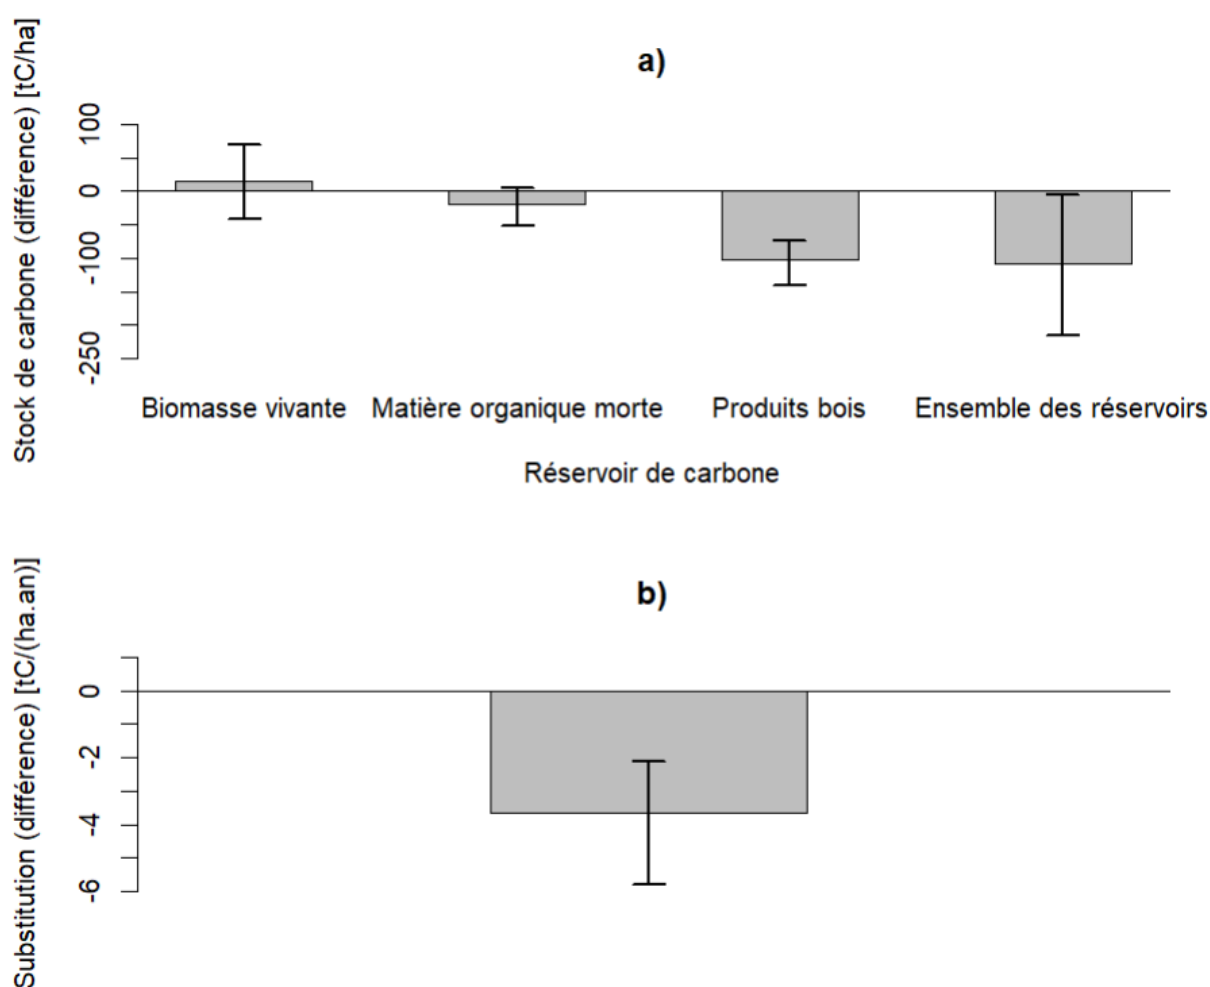 a)
Stock de carbone (différence) [tC/ha]
100
0
-100
-250
Biomasse vivante
Matière organique morte
Produits bois
Ensemble des réservoirs
Réservoir de carbone
b)
Substitution (différence) [tC/(ha.an)]
0
-2
-4
-6